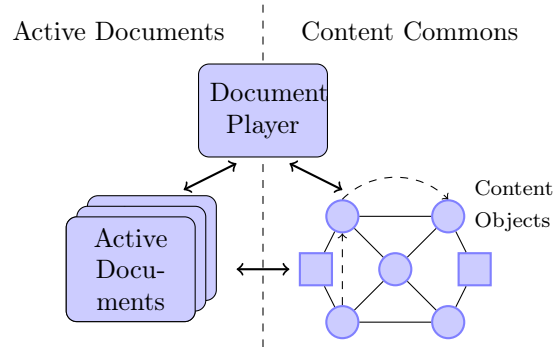 Active Documents
Content Commons
Document
Player
Content
Objects
Active
Docu-
ments